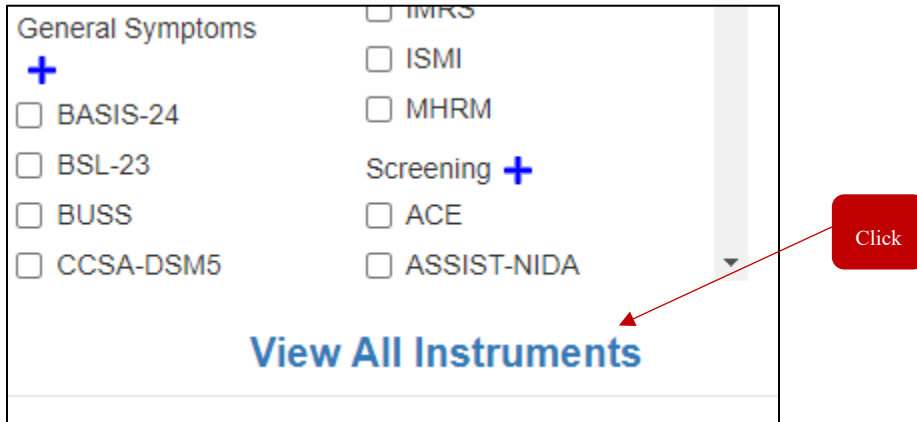 General Symptoms
BASIS-24
BSL-23
BUSS
CCSA-DSM5
IMRS
ISMI
MHRM
Screening
ACE
ASSIST-NIDA
View All Instruments
Click